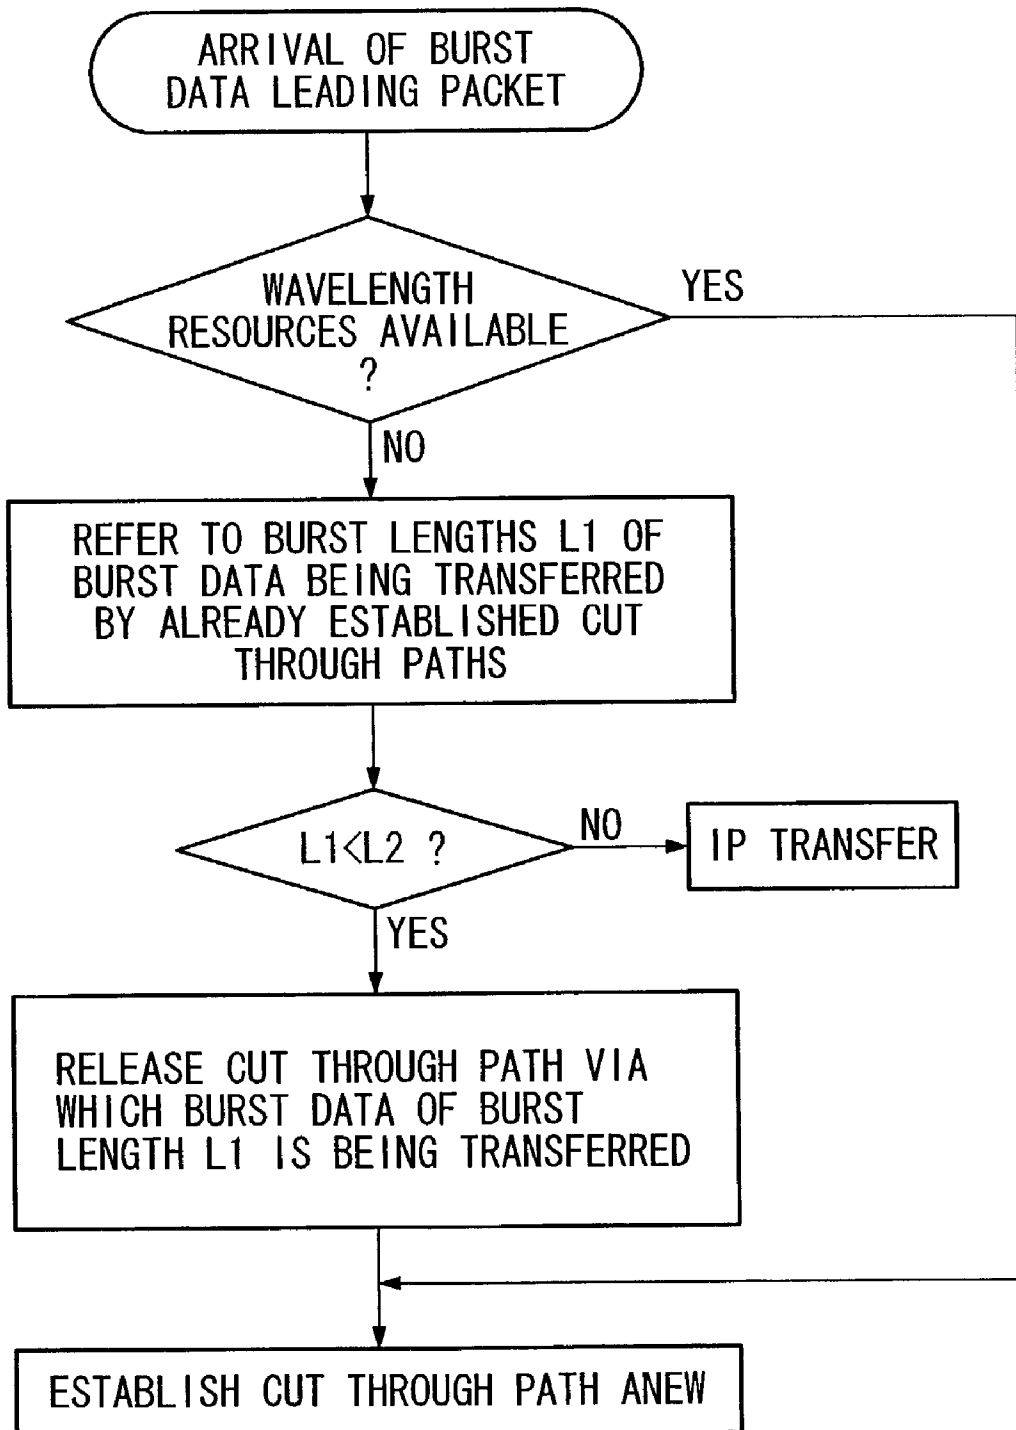 ARRIVAL OF BURST
DATA LEADING PACKET
WAVELENGTH
RESOURCES AVAILABLE
?
YES
NO
REFER TO BURST LENGTHS L1 OF
BURST DATA BEING TRANSFERRED
BY ALREADY ESTABLISHED CUT
THROUGH PATHS
L1<L2 ?
NO
IP TRANSFER
YES
RELEASE CUT THROUGH PATH VIA
WHICH BURST DATA OF BURST
LENGTH L1 IS BEING TRANSFERRED
ESTABLISH CUT THROUGH PATH ANEW